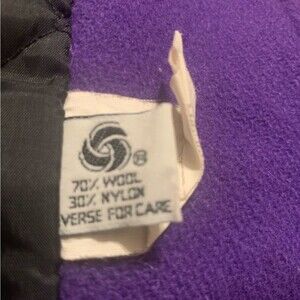 ®
70% WOOL
30% NYLON
VERSE FOR CARE